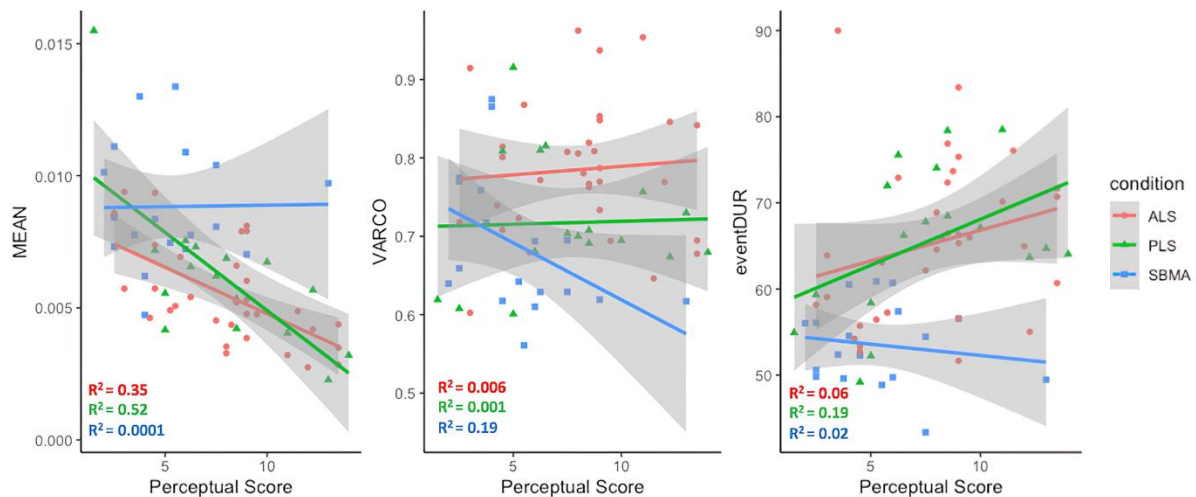 MEAN
0.015
0.010
0.005
0.000
R² = 0.35
R² = 0.52
R² = 0.0001
5 10
Perceptual Score
VARCO
0.9
0.8
0.7
0.6
0.5
R² = 0.006
R² = 0.001
R² = 0.19
5 10
Perceptual Score
eventDUR
90
80
70
60
50
R² = 0.06
R² = 0.19
R² = 0.02
5 10
Perceptual Score
condition
ALS
PLS
SBMA